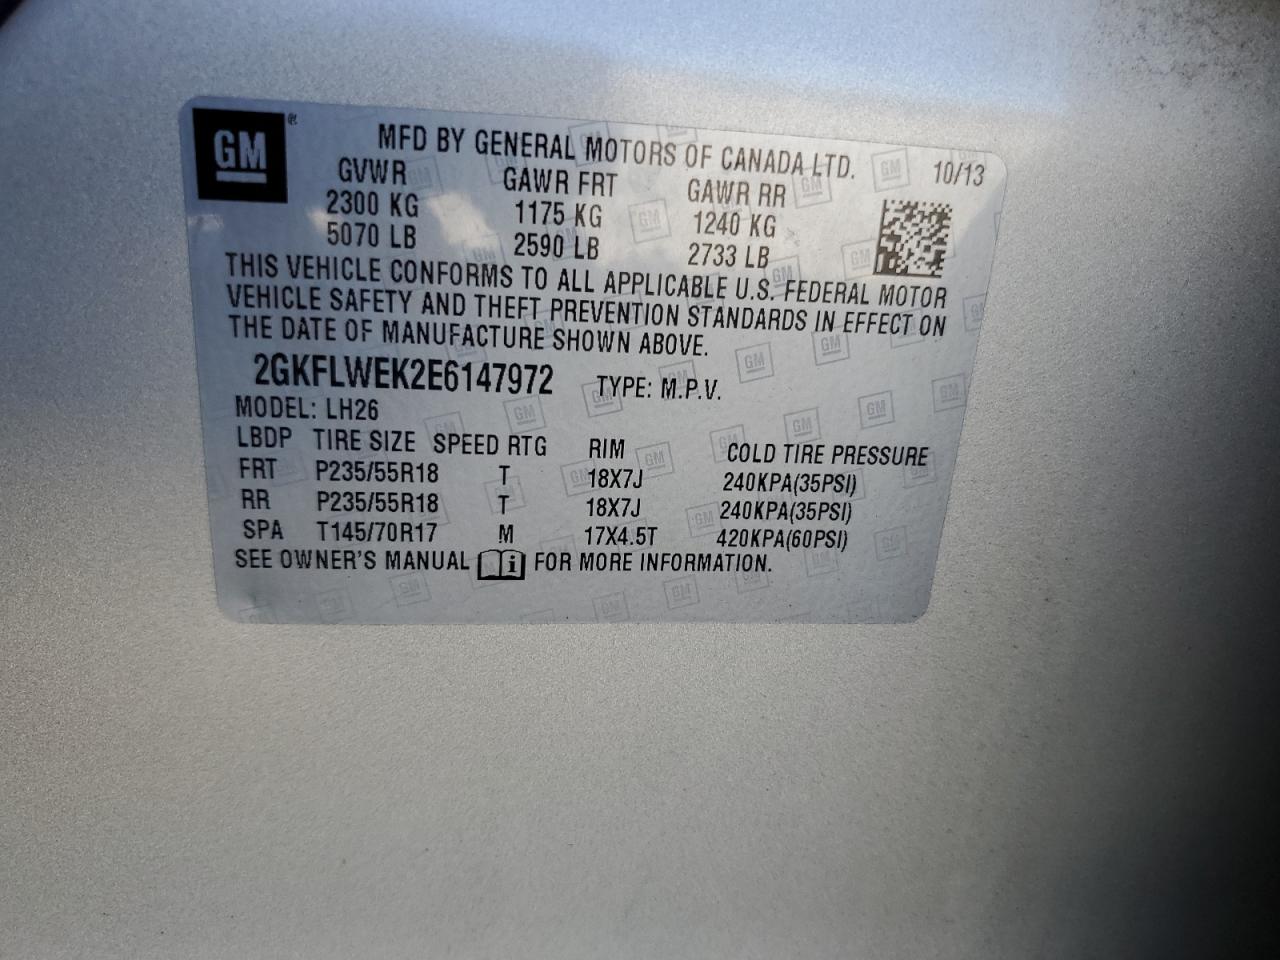 GM ®
MFD BY GENERAL MOTORS OF CANADA LTD. 10/13
GVWR GAWR FRT GAWR RR
2300 KG 1175 KG 1240 KG
5070 LB 2590 LB 2733 LB
THIS VEHICLE CONFORMS TO ALL APPLICABLE U.S. FEDERAL MOTOR
VEHICLE SAFETY AND THEFT PREVENTION STANDARDS IN EFFECT ON
THE DATE OF MANUFACTURE SHOWN ABOVE.
2GKFLWEK2E6147972 TYPE: M.P.V.
MODEL: LH26
LBDP TIRE SIZE SPEED RTG RIM COLD TIRE PRESSURE
FRT P235/55R18 T 18X7J 240KPA(35PSI)
RR P235/55R18 T 18X7J 240KPA(35PSI)
SPA T145/70R17 M 17X4.5T 420KPA(60PSI)
SEE OWNER'S MANUAL i FOR MORE INFORMATION.